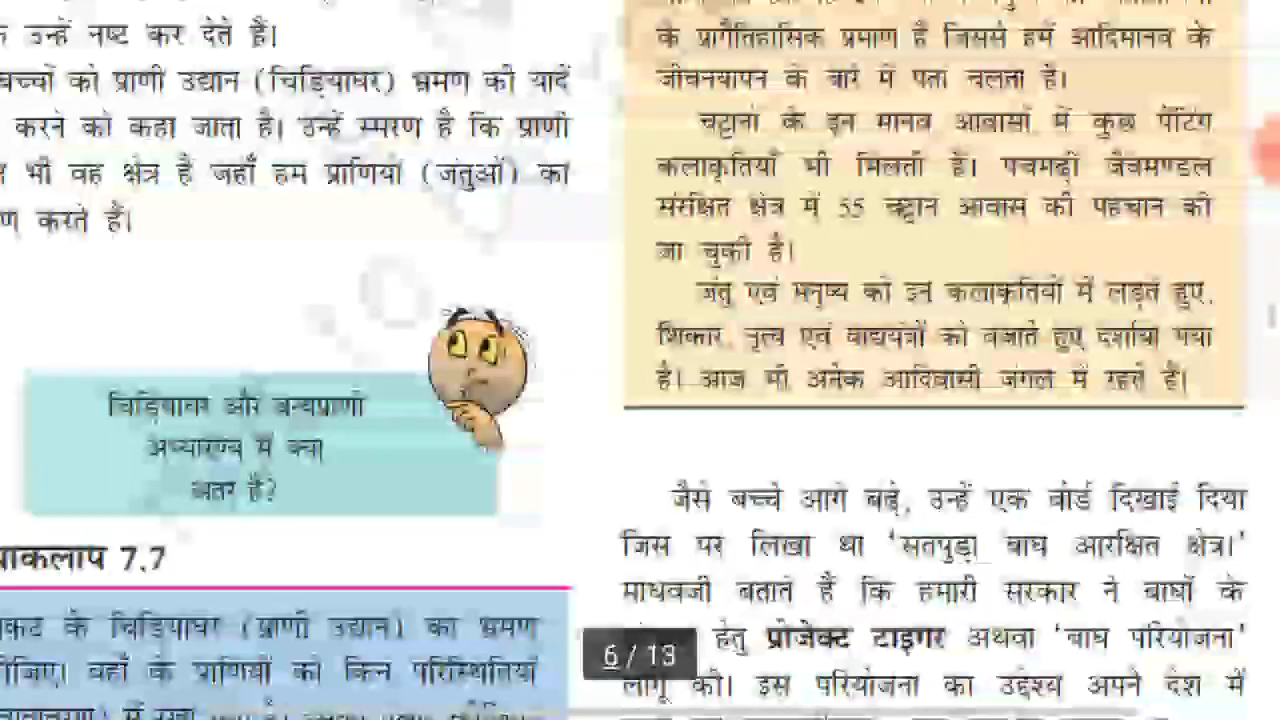 उन्हें नष्ट कर देते हैं।
बच्चों को प्राणी उद्यान (चिड़ियाघर) भ्रमण की यादें
करने को कहा जाता है। उन्हें स्मरण है कि प्राणी
भी वह क्षेत्र है जहाँ हम प्राणियों (जंतुओं) का
करते हैं।
चिड़ियाघर और वन्यप्राणी
अभ्यारण्य में क्या
अंतर है?
7.7
के चिड़ियाघर (प्राणी उद्यान) का भ्रमण
वहाँ के प्राणियों को किन परिस्थितियों
में रखा
के प्रागैतिहासिक प्रमाण हैं जिससे हमें आदिमानव के
जीवनयापन के बारे में पता चलता है।
चट्टानों के इन मानव आवासों में कुछ पेंटिंग
कलाकृतियाँ भी मिलती हैं। पचमढ़ी जैवमण्डल
संरक्षित क्षेत्र में 55 चट्टान आवास की पहचान की
जा चुकी है।
जंतु एवं मनुष्य को इन कलाकृतियों में लड़ते हुए,
शिकार, नृत्य एवं वाद्ययंत्रों को बजाते हुए दर्शाया गया
है। आज भी अनेक आदिवासी जंगल में रहते हैं।
जैसे बच्चे आगे बढ़े, उन्हें एक बोर्ड दिखाई दिया
जिस पर लिखा था 'सतपुड़ा बाघ आरक्षित क्षेत्र।'
माधवजी बताते हैं कि हमारी सरकार ने बाघों के
हेतु प्रोजेक्ट टाइगर अथवा 'बाघ परियोजना'
लागू की। इस परियोजना का उद्देश्य अपने देश में
6 / 13